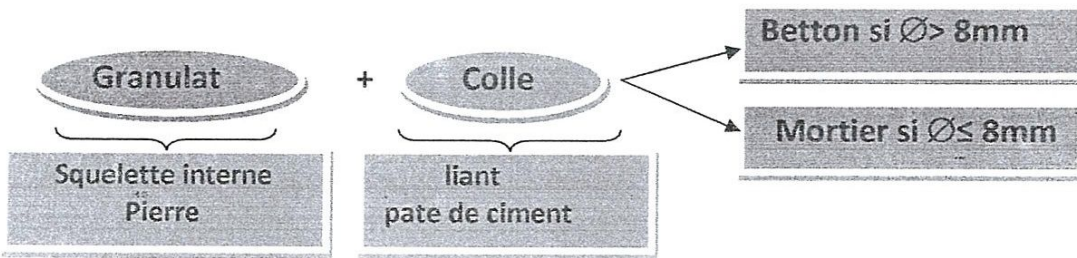 Granulat
+
Colle
Betton si Ø> 8mm
Mortier si Ø≤ 8mm
Squelette interne
Pierre
liant
pate de ciment